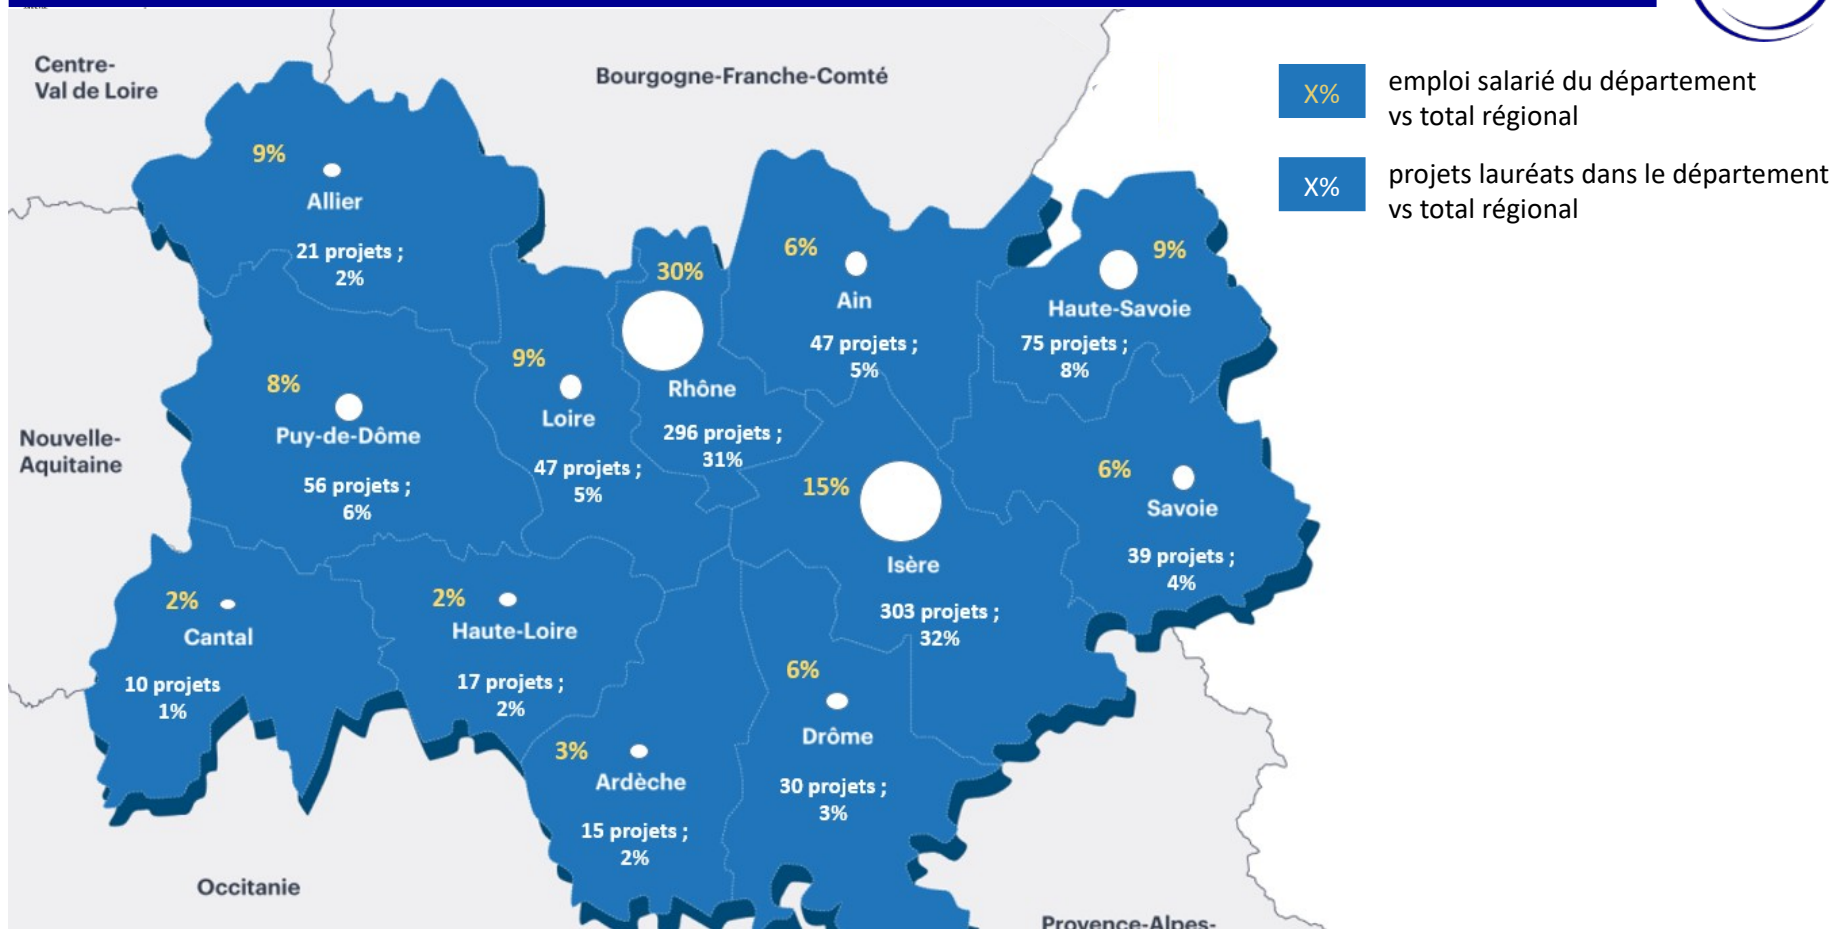 Centre-
Val de Loire
Bourgogne-Franche-Comté
X%
emploi salarié du département
vs total régional
X%
projets lauréats dans le département
vs total régional
9%
Allier
21 projets ;
2%
30%
Rhône
296 projets ;
31%
6%
Ain
47 projets ;
5%
9%
Haute-Savoie
75 projets ;
8%
8%
Puy-de-Dôme
56 projets ;
6%
9%
Loire
47 projets ;
5%
Nouvelle-
Aquitaine
15%
Isère
303 projets ;
32%
6%
Savoie
39 projets ;
4%
2%
Cantal
10 projets
1%
2%
Haute-Loire
17 projets ;
2%
3%
Ardèche
15 projets ;
2%
6%
Drôme
30 projets ;
3%
Occitanie
Provence-Alpes-